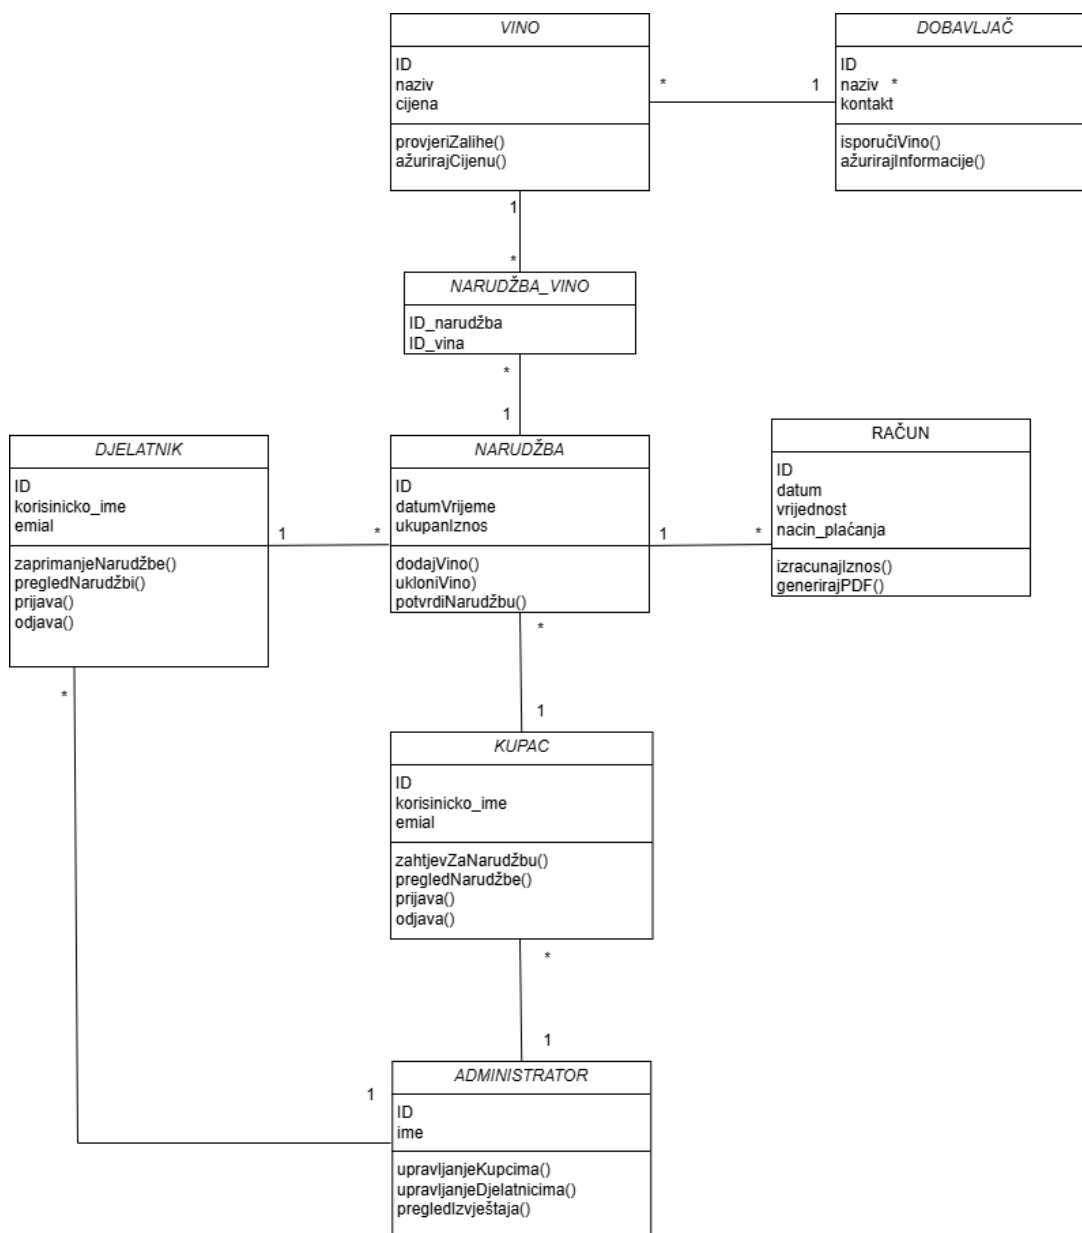 VINO
ID
naziv
cijena
provjeriZalihe()
ažurirajCijenu()
DOBAVLJAČ
ID
naziv *
kontakt
isporučiVino()
ažurirajInformacije()
* 1
1
*
NARUDŽBA_VINO
ID_narudžba
ID_vina
*
1
DJELATNIK
ID
korisinicko_ime
emial
zaprimanjeNarudžbe()
pregledNarudžbi()
prijava()
odjava()
1 *
NARUDŽBA
ID
datumVrijeme
ukupanIznos
dodajVino()
ukloniVino)
potvrdiNarudžbu()
1 *
RAČUN
ID
datum
vrijednost
nacin_plaćanja
izracunajIznos()
generirajPDF()
*
*
1
KUPAC
ID
korisinicko_ime
emial
zahtjevZaNarudžbu()
pregledNarudžbe()
prijava()
odjava()
*
1
1
ADMINISTRATOR
ID
ime
upravljanjeKupcima()
upravljanjeDjelatnicima()
pregledIzvještaja()